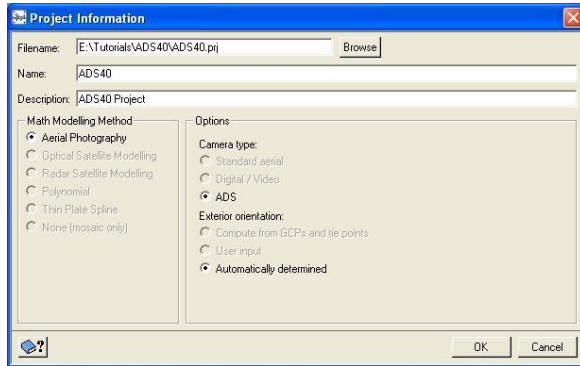 Project Information
Filename: E:\Tutorials\ADS40\ADS40.prj Browse
Name: ADS40
Description: ADS40 Project
Math Modelling Method
Aerial Photography
Optical Satellite Modelling
Radar Satellite Modelling
Polynomial
Thin Plate Spline
None (mosaic only)
Options
Camera type:
Standard aerial
Digital / Video
ADS
Exterior orientation:
Compute from GCPs and tie points
User input
Automatically determined
?
OK Cancel